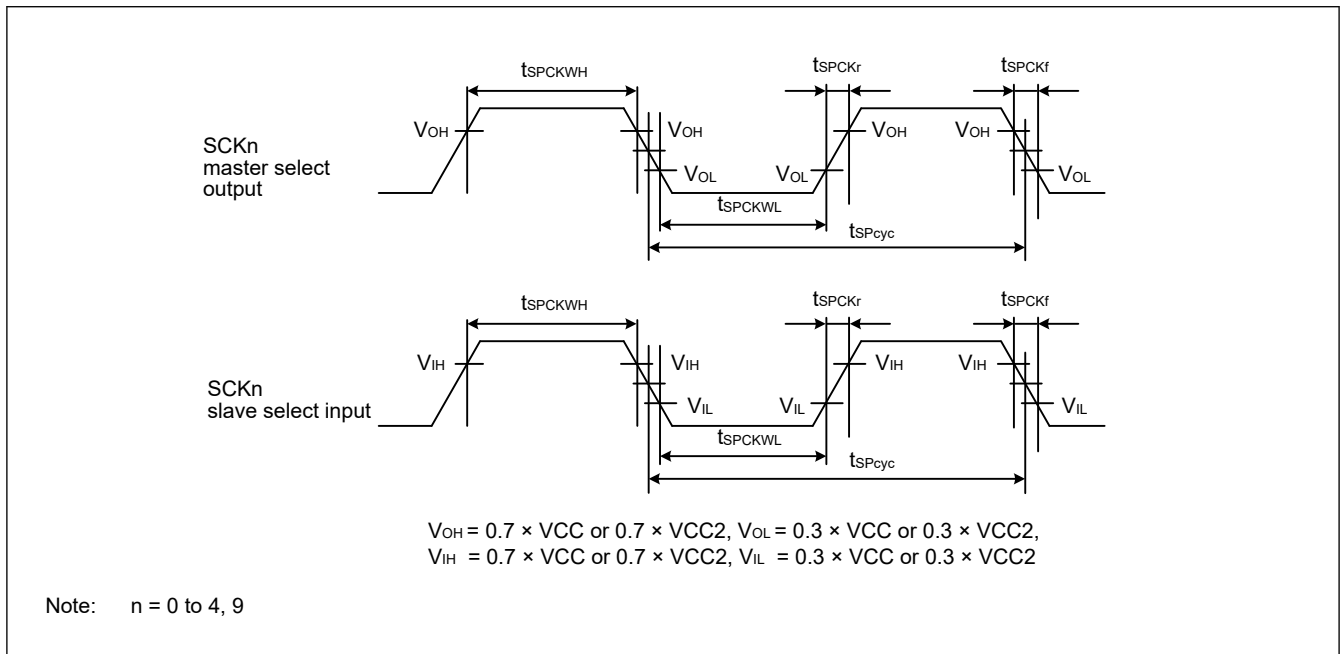 tSPCKWH tSPCKr tSPCKf
VOH VOH VOH VOH
SCKn
master select
output
VOL VOL VOL
tSPCKWL
tSPcyc
tSPCKWH tSPCKr tSPCKf
VIH VIH VIH VIH
SCKn
slave select input
VIL VIL VIL
tSPCKWL
tSPcyc
VOH = 0.7 × VCC or 0.7 × VCC2, VOL = 0.3 × VCC or 0.3 × VCC2,
VIH = 0.7 × VCC or 0.7 × VCC2, VIL = 0.3 × VCC or 0.3 × VCC2
Note: n = 0 to 4, 9